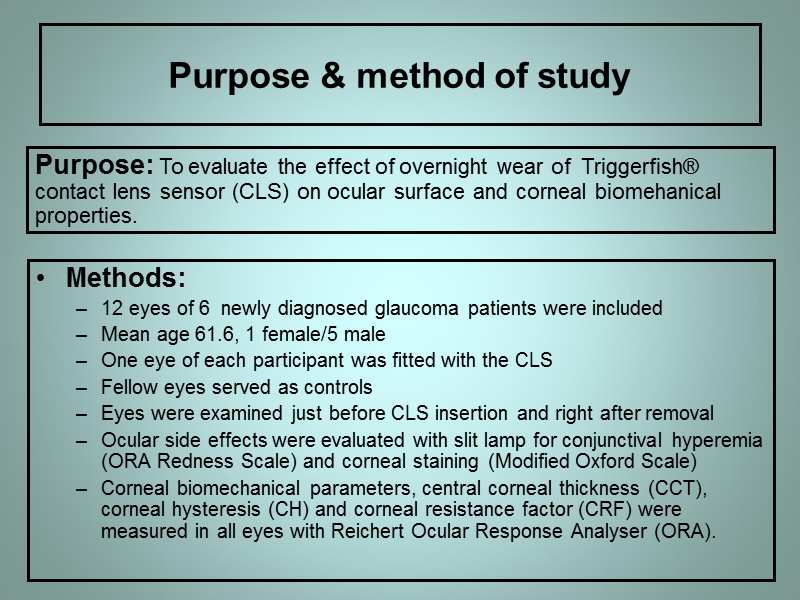 Purpose & method of study
Purpose: To evaluate the effect of overnight wear of Triggerfish®
contact lens sensor (CLS) on ocular surface and corneal biomehanical
properties.
• Methods:
– 12 eyes of 6 newly diagnosed glaucoma patients were included
– Mean age 61.6, 1 female/5 male
– One eye of each participant was fitted with the CLS
– Fellow eyes served as controls
– Eyes were examined just before CLS insertion and right after removal
– Ocular side effects were evaluated with slit lamp for conjunctival hyperemia
(ORA Redness Scale) and corneal staining (Modified Oxford Scale)
– Corneal biomechanical parameters, central corneal thickness (CCT),
corneal hysteresis (CH) and corneal resistance factor (CRF) were
measured in all eyes with Reichert Ocular Response Analyser (ORA).